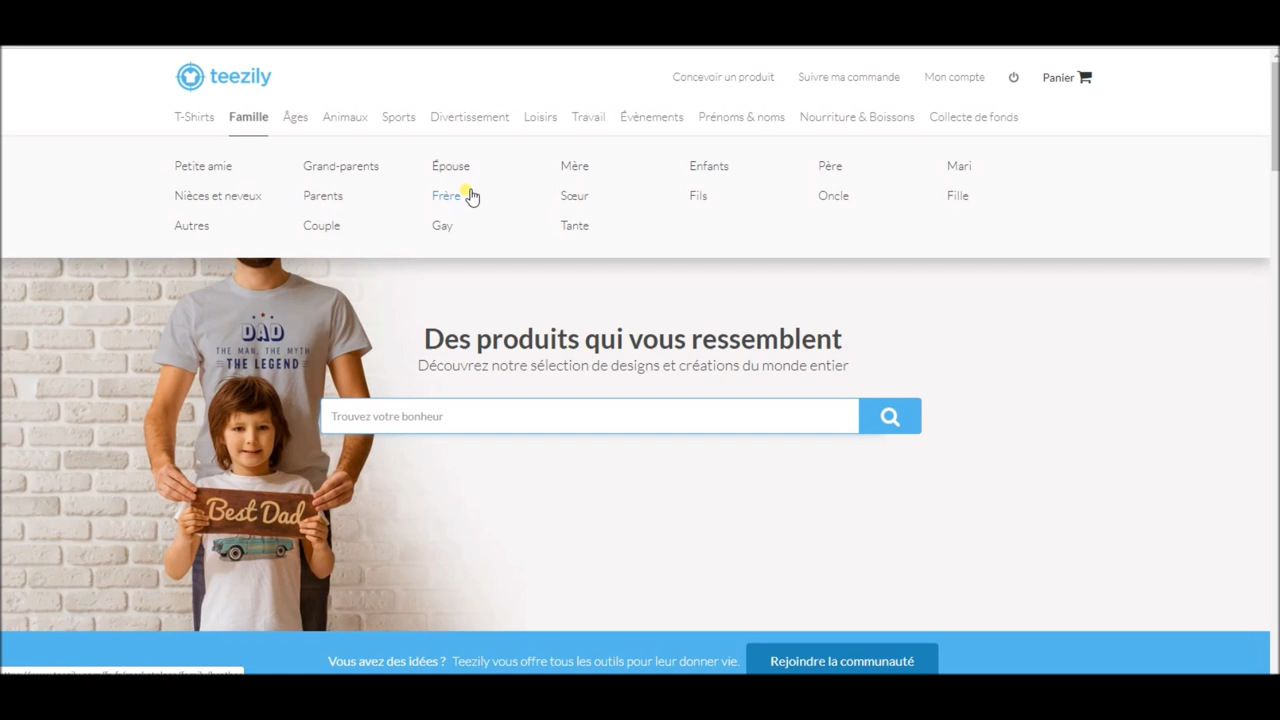 teezily
Concevoir un produit Suivre ma commande Mon compte Panier
T-Shirts Famille Âges Animaux Sports Divertissement Loisirs Travail Évènements Prénoms & noms Nourriture & Boissons Collecte de fonds
Petite amie Grand-parents Épouse Mère Enfants Père Mari
Nièces et neveux Parents Frère Sœur Fils Oncle Fille
Autres Couple Gay Tante
DAD
THE MAN, THE MYTH
THE LEGEND
Des produits qui vous ressemblent
Découvrez notre sélection de designs et créations du monde entier
Trouvez votre bonheur
Best Dad
Vous avez des idées ? Teezily vous offre tous les outils pour leur donner vie. Rejoindre la communauté